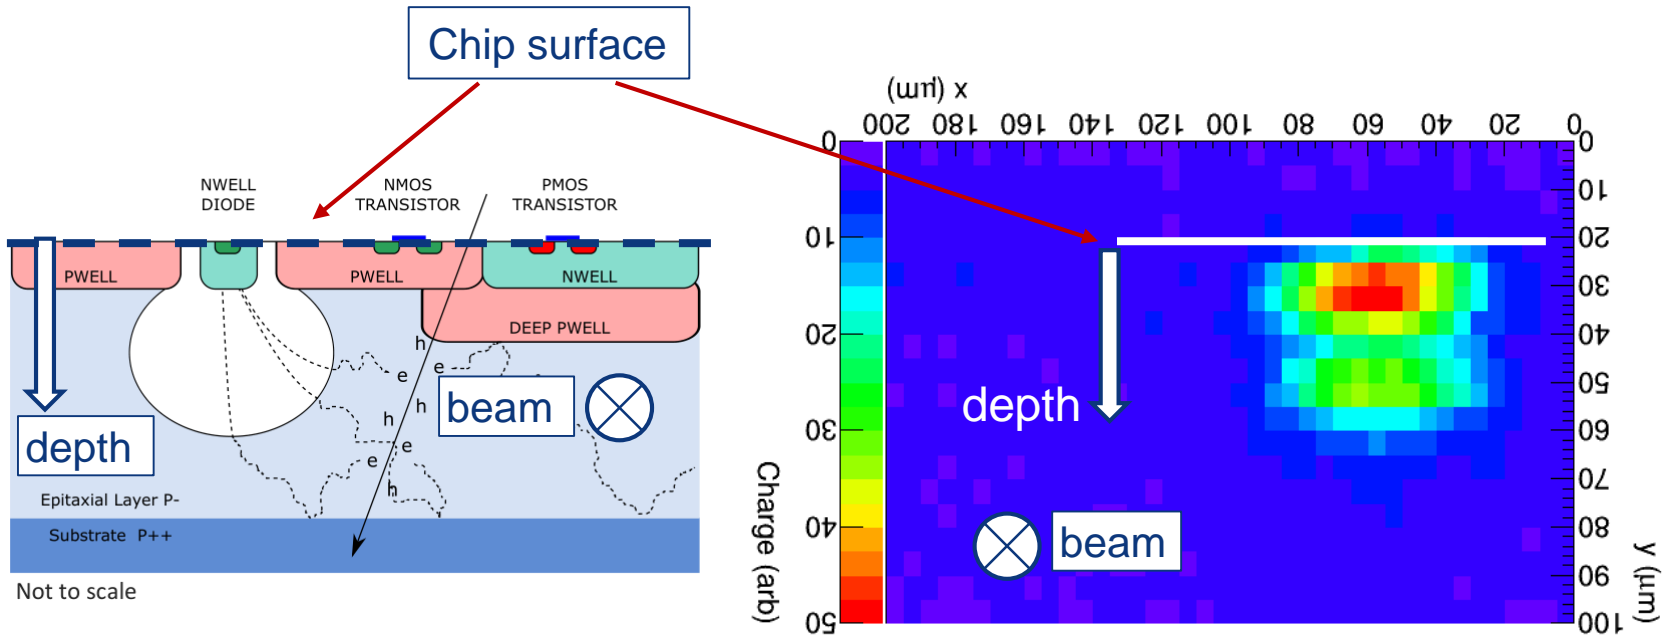 Chip surface
x (µm)
200 180 160 140 120 100 80 60 40 20 0
NWELL
DIODE
NMOS
TRANSISTOR
PMOS
TRANSISTOR
PWELL
PWELL
NWELL
DEEP PWELL
h
e
e
h
h
e
e
h
beam
depth
Epitaxial Layer P-
Substrate P++
Not to scale
0
10
20
30
40
50
Charge (arb)
depth
beam
0
10
20
30
40
50
60
70
80
90
100
y (µm)